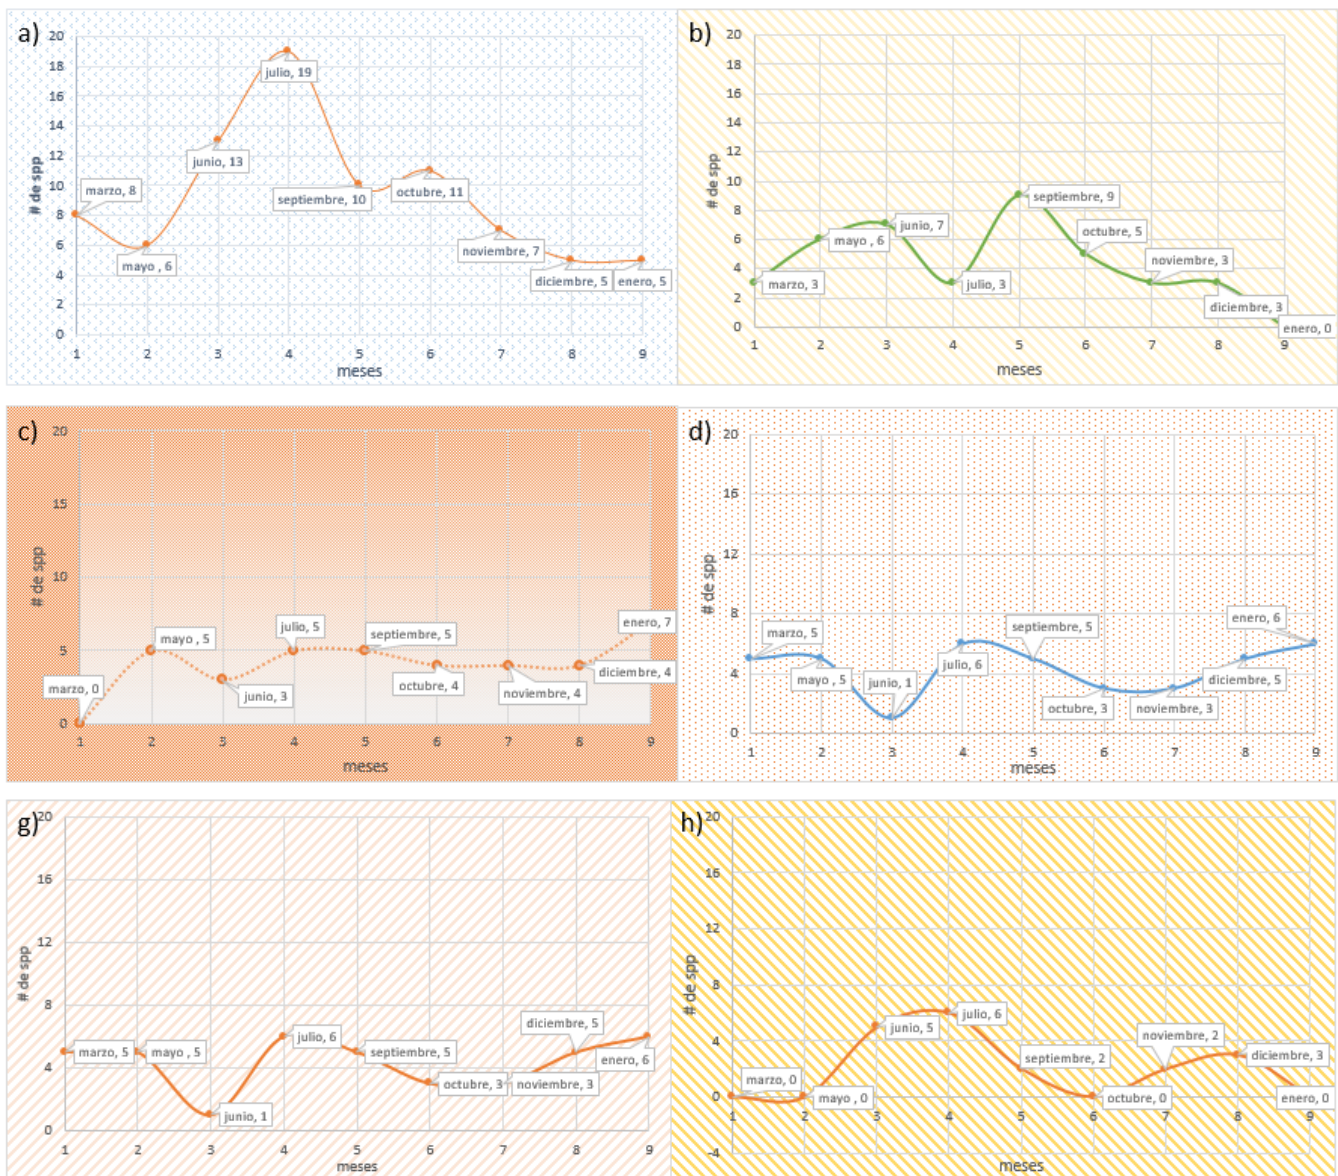 a)
20
18
16
14
12
10
8
6
4
2
0
# de spp
marzo, 8
mayo , 6
junio, 13
julio, 19
septiembre, 10
octubre, 11
noviembre, 7
diciembre, 5
enero, 5
1 2 3 4 5 6 7 8 9
meses
b)
20
18
16
14
12
10
8
6
4
2
0
# de spp
marzo, 3
mayo , 6
junio, 7
julio, 3
septiembre, 9
octubre, 5
noviembre, 3
diciembre, 3
enero, 0
1 2 3 4 5 6 7 8 9
meses
c)
20
15
10
5
0
# de spp
marzo, 0
mayo , 5
junio, 3
julio, 5
septiembre, 5
octubre, 4
noviembre, 4
diciembre, 4
enero, 7
1 2 3 4 5 6 7 8 9
meses
d)
20
16
12
8
4
0
# de spp
marzo, 5
mayo , 5
junio, 1
julio, 6
septiembre, 5
octubre, 3
noviembre, 3
diciembre, 5
enero, 6
1 2 3 4 5 6 7 8 9
meses
g)
20
16
12
8
4
0
# de spp
marzo, 5
mayo , 5
junio, 1
julio, 6
septiembre, 5
octubre, 3
noviembre, 3
diciembre, 5
enero, 6
1 2 3 4 5 6 7 8 9
meses
h)
20
16
12
8
4
0
-4
# de spp
marzo, 0
mayo , 0
junio, 5
julio, 6
septiembre, 2
octubre, 0
noviembre, 2
diciembre, 3
enero, 0
1 2 3 4 5 6 7 8 9
meses